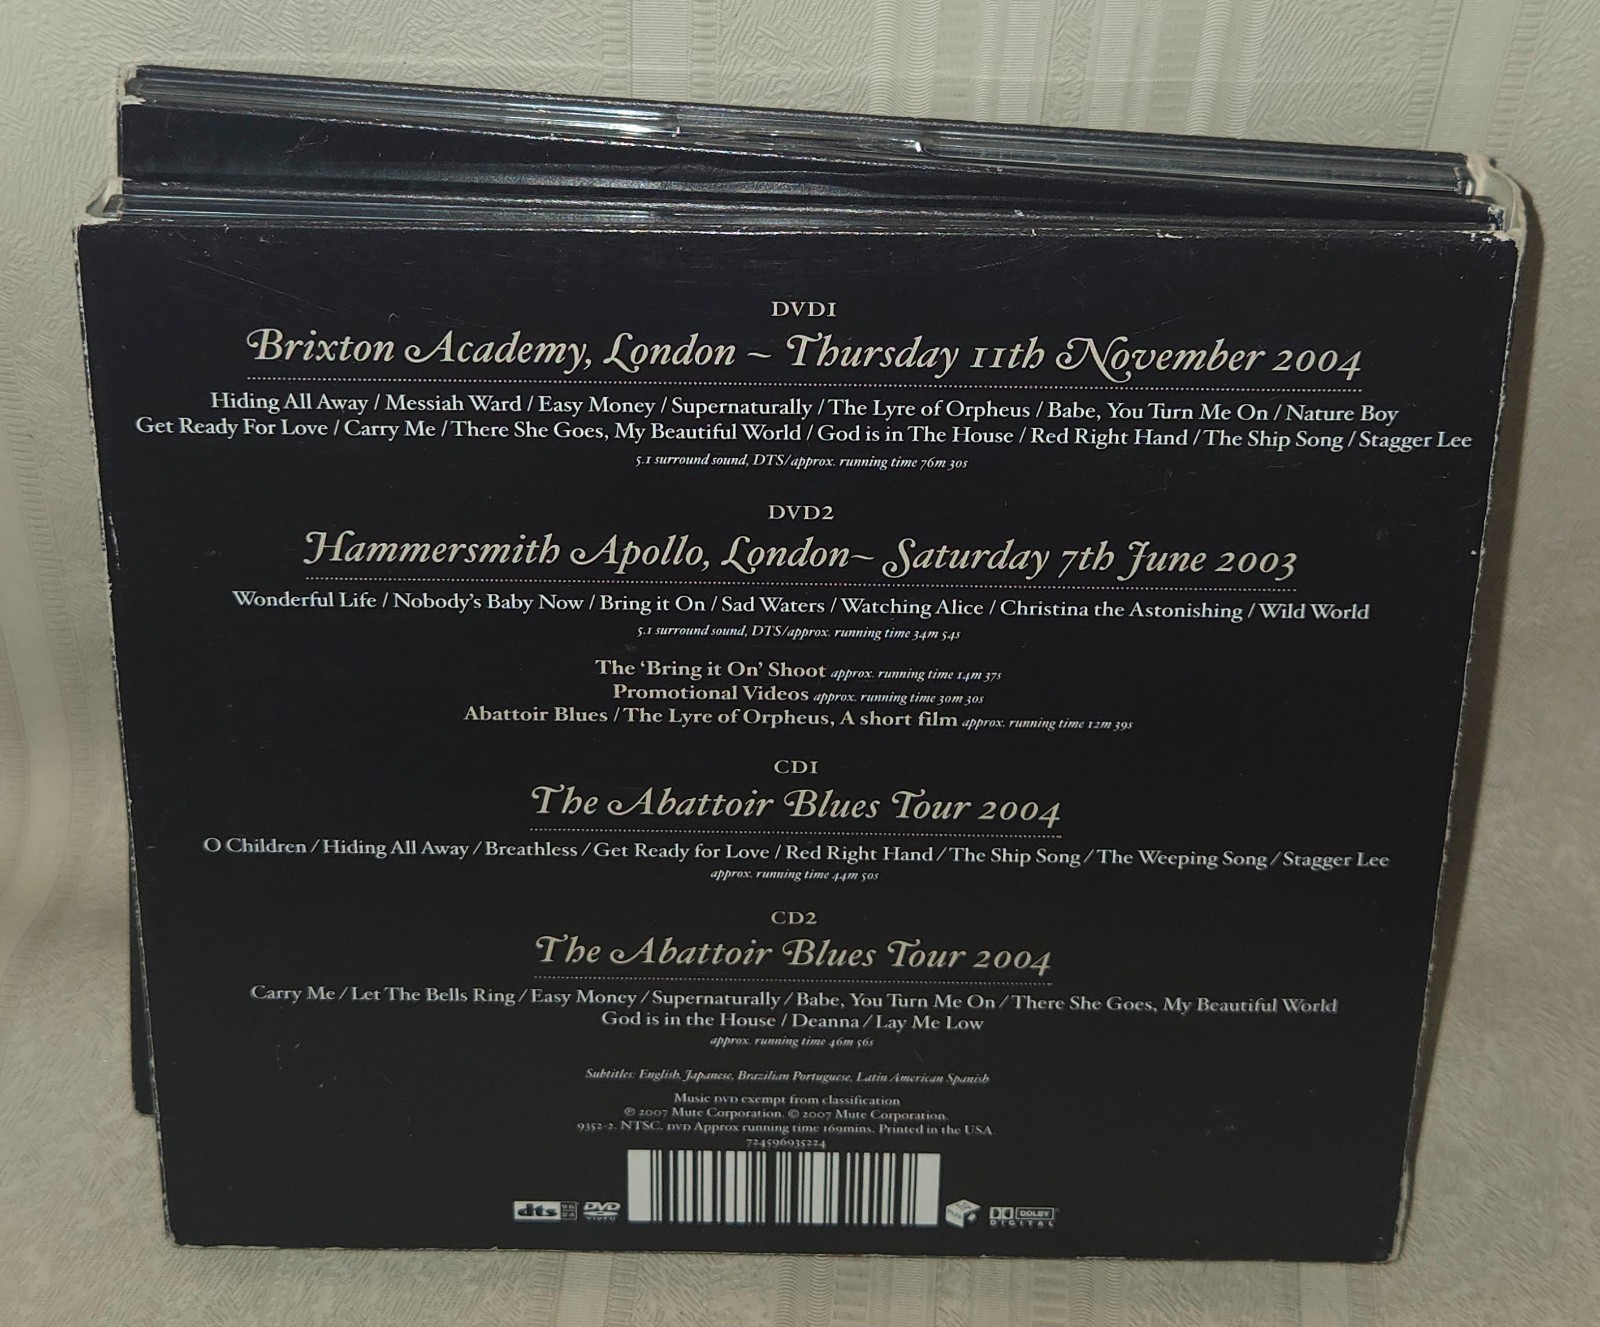 DVD1
Brixton Academy, London ~ Thursday 11th November 2004
Hiding All Away / Messiah Ward / Easy Money / Supernaturally / The Lyre of Orpheus / Babe, You Turn Me On / Nature Boy
Get Ready For Love / Carry Me / There She Goes, My Beautiful World / God is in The House / Red Right Hand / The Ship Song / Stagger Lee
5.1 surround sound, DTS/approx. running time 76m 30s
DVD2
Hammersmith Apollo, London~ Saturday 7th June 2003
Wonderful Life / Nobody's Baby Now / Bring it On / Sad Waters / Watching Alice / Christina the Astonishing / Wild World
5.1 surround sound, DTS/approx. running time 34m 54s
The ‘Bring it On’ Shoot approx. running time 14m 37s
Promotional Videos approx. running time 30m 30s
Abattoir Blues / The Lyre of Orpheus, A short film approx. running time 12m 39s
CD1
The Abattoir Blues Tour 2004
O Children / Hiding All Away / Breathless / Get Ready for Love / Red Right Hand / The Ship Song / The Weeping Song / Stagger Lee
approx. running time 44m 50s
CD2
The Abattoir Blues Tour 2004
Carry Me / Let The Bells Ring / Easy Money / Supernaturally / Babe, You Turn Me On / There She Goes, My Beautiful World
God is in the House / Deanna / Lay Me Low
approx. running time 46m 56s
Subtitles: English, Japanese, Brazilian Portuguese, Latin American Spanish
Music DVD exempt from classification
℗ 2007 Mute Corporation. © 2007 Mute Corporation.
9352-2. NTSC. DVD Approx running time 169mins. Printed in the USA
724596935224
dts DVD VIDEO DOLBY DIGITAL